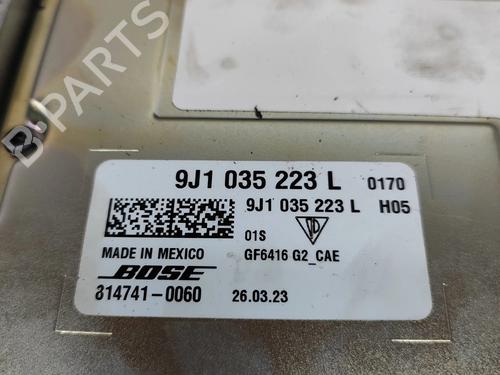 B-PARTS
9J1 035 223 L 0170
9J1 035 223 L H05
01S
MADE IN MEXICO GF6416 G2_CAE
BOSE
814741-0060 26.03.23